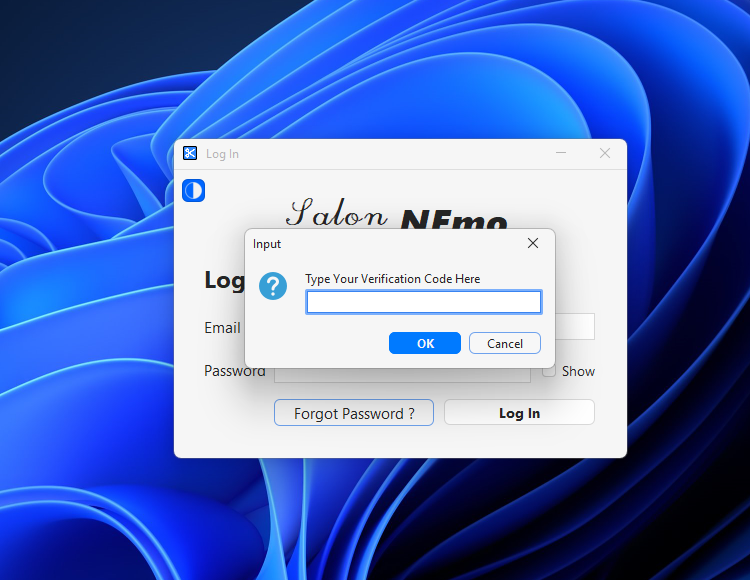 Log In
Salon NEmo
Input
Type Your Verification Code Here
OK Cancel
Log
Email
Password Show
Forgot Password ? Log In